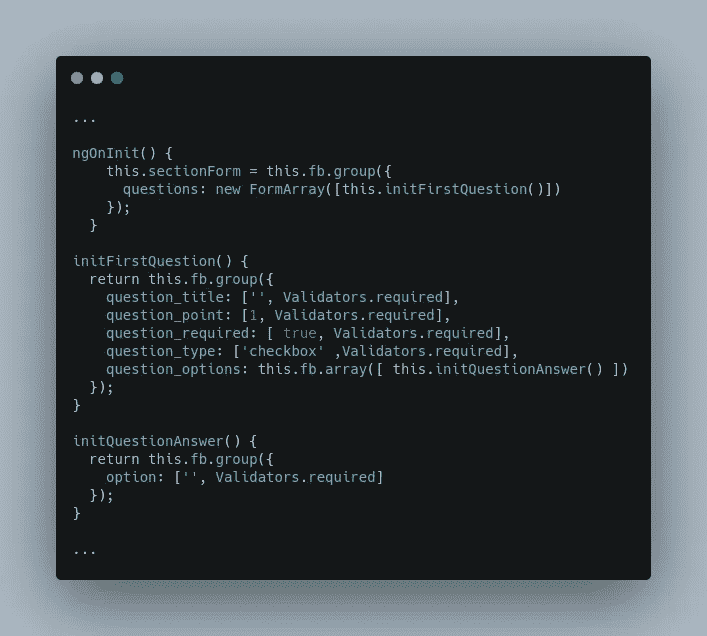 ...
ngOnInit() {
    this.sectionForm = this.fb.group({
      questions: new FormArray([this.initFirstQuestion()])
    });
  }
initFirstQuestion() {
  return this.fb.group({
    question_title: ['', Validators.required],
    question_point: [1, Validators.required],
    question_required: [ true, Validators.required],
    question_type: ['checkbox' ,Validators.required],
    question_options: this.fb.array([ this.initQuestionAnswer() ])
  });
}
initQuestionAnswer() {
  return this.fb.group({
    option: ['', Validators.required]
  });
}
...